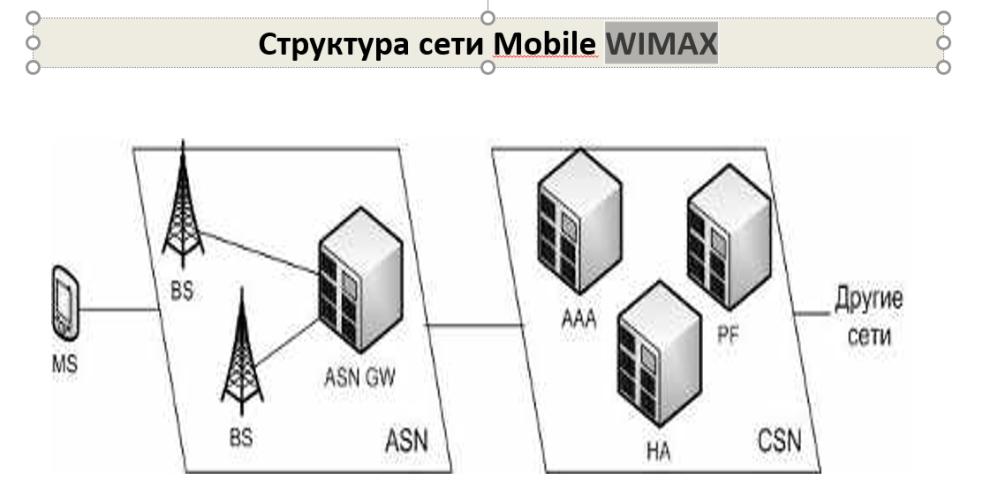 Структура сети Mobile WIMAX
BS
MS
BS
ASN GW
ASN
AAA
PF
HA
CSN
Другие
сети